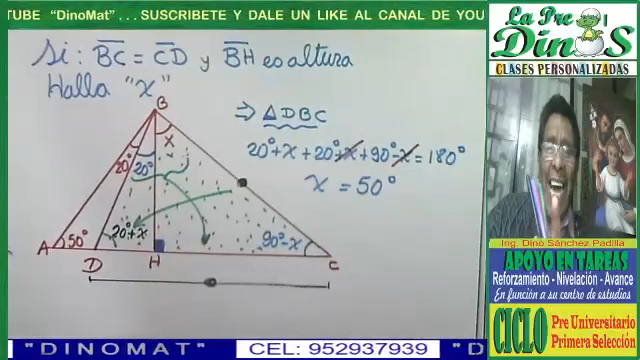 TUBE "DinoMat"... SUSCRIBETE Y DALE UN LIKE AL CANAL DE YOU
La Pre
DinoS
CLASES PERSONALIZADAS
Si: BC = CD y BH es altura
Halla "x"
⇒ △ DBC
20°+x+20°+x+90°-x=180°
x = 50°
B
20°
20°
x
A
50°
20°+x
90°-x
D
H
C
Ing. Dino Sánchez Padilla
APOYO EN TAREAS
Reforzamiento - Nivelación - Avance
En función a su centro de estudios
CICLO
Pre Universitario
Primera Selección
"DINOMAT"
CEL: 952937939
"D